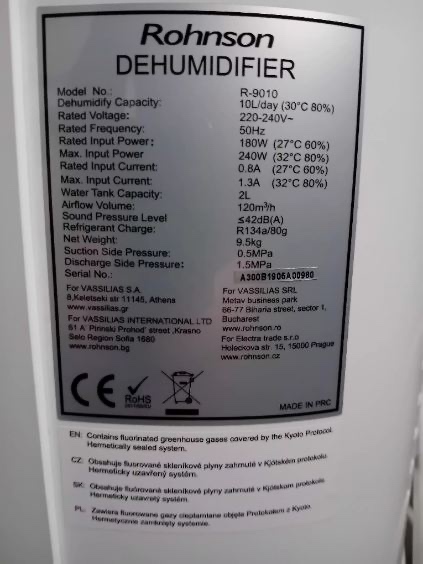 Rohnson
DEHUMIDIFIER
Model No.: R-9010
Dehumidify Capacity: 10L/day (30°C 80%)
Rated Voltage: 220-240V~
Rated Frequency: 50Hz
Rated Input Power: 180W (27°C 60%)
Max. Input Power 240W (32°C 80%)
Rated Input Current: 0.8A (27°C 60%)
Max. Input Current: 1.3A (32°C 80%)
Water Tank Capacity: 2L
Airflow Volume: 120m³/h
Sound Pressure Level ≤42dB(A)
Refrigerant Charge: R134a/80g
Net Weight: 9.5kg
Suction Side Pressure: 0.5MPa
Discharge Side Pressure: 1.5MPa
Serial No.: A300B1906A00980
For VASSILIAS S.A.
8,Keletseki str 11145, Athens
www.vassilias.gr
For VASSILIAS INTERNATIONAL LTD
61 A Pirinski Prohod' street ,Krasno
Selo Region Sofia 1680
www.rohnson.bg
For VASSILIAS SRL
Metav business park
66-77 Biharia street, sector 1,
Bucharest
www.rohnson.ro
For Electra trade s.r.o
Holeckova str. 15, 15000 Prague
www.rohnson.cz
CE
RoHS
MADE IN PRC
EN: Contains fluorinated greenhouse gases covered by the Kyoto Protocol.
Hermetically sealed system.
CZ: Obsahuje fluorované skleníkové plyny zahrnuté v Kjótském protokole.
Hermeticky uzavřený systém.
SK: Obsahuje fluórované skleníkové plyny zahrnuté v Kjótskom protokole.
Hermeticky uzavretý systém.
PL: Zawiera fluorowane gazy cieplarniane objęte Protokołem z Kyoto.
Hermetycznie zamknięty systemie.